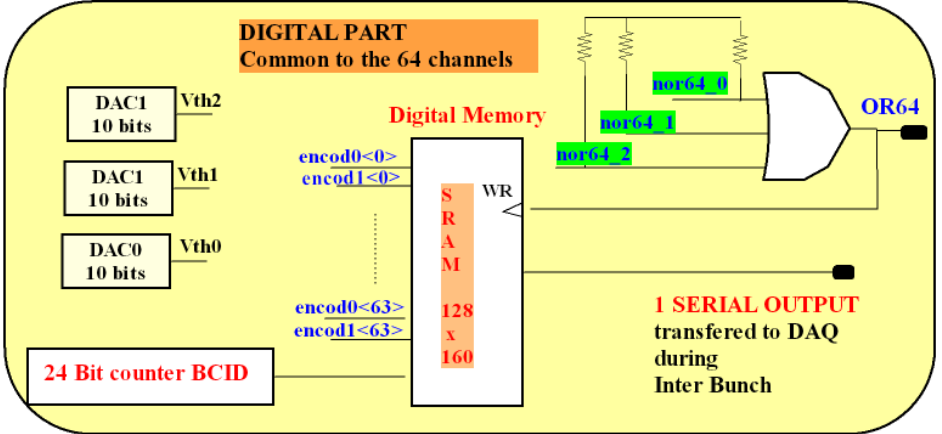 DIGITAL PART
Common to the 64 channels
DAC1
10 bits
Vth2
DAC1
10 bits
Vth1
DAC0
10 bits
Vth0
Digital Memory
encod0<0>
encod1<0>
encod0<63>
encod1<63>
24 Bit counter BCID
S
R
A
M
128
x
160
WR
nor64_0
nor64_1
nor64_2
OR64
1 SERIAL OUTPUT
transfered to DAQ
during
Inter Bunch